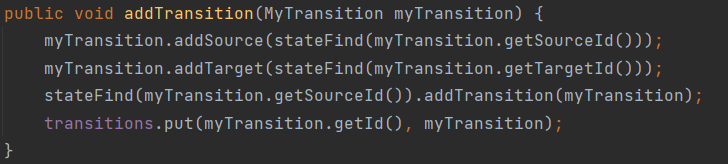 public void addTransition(MyTransition myTransition) {
    myTransition.addSource(stateFind(myTransition.getSourceId()));
    myTransition.addTarget(stateFind(myTransition.getTargetId()));
    stateFind(myTransition.getSourceId()).addTransition(myTransition);
    transitions.put(myTransition.getId(), myTransition);
}